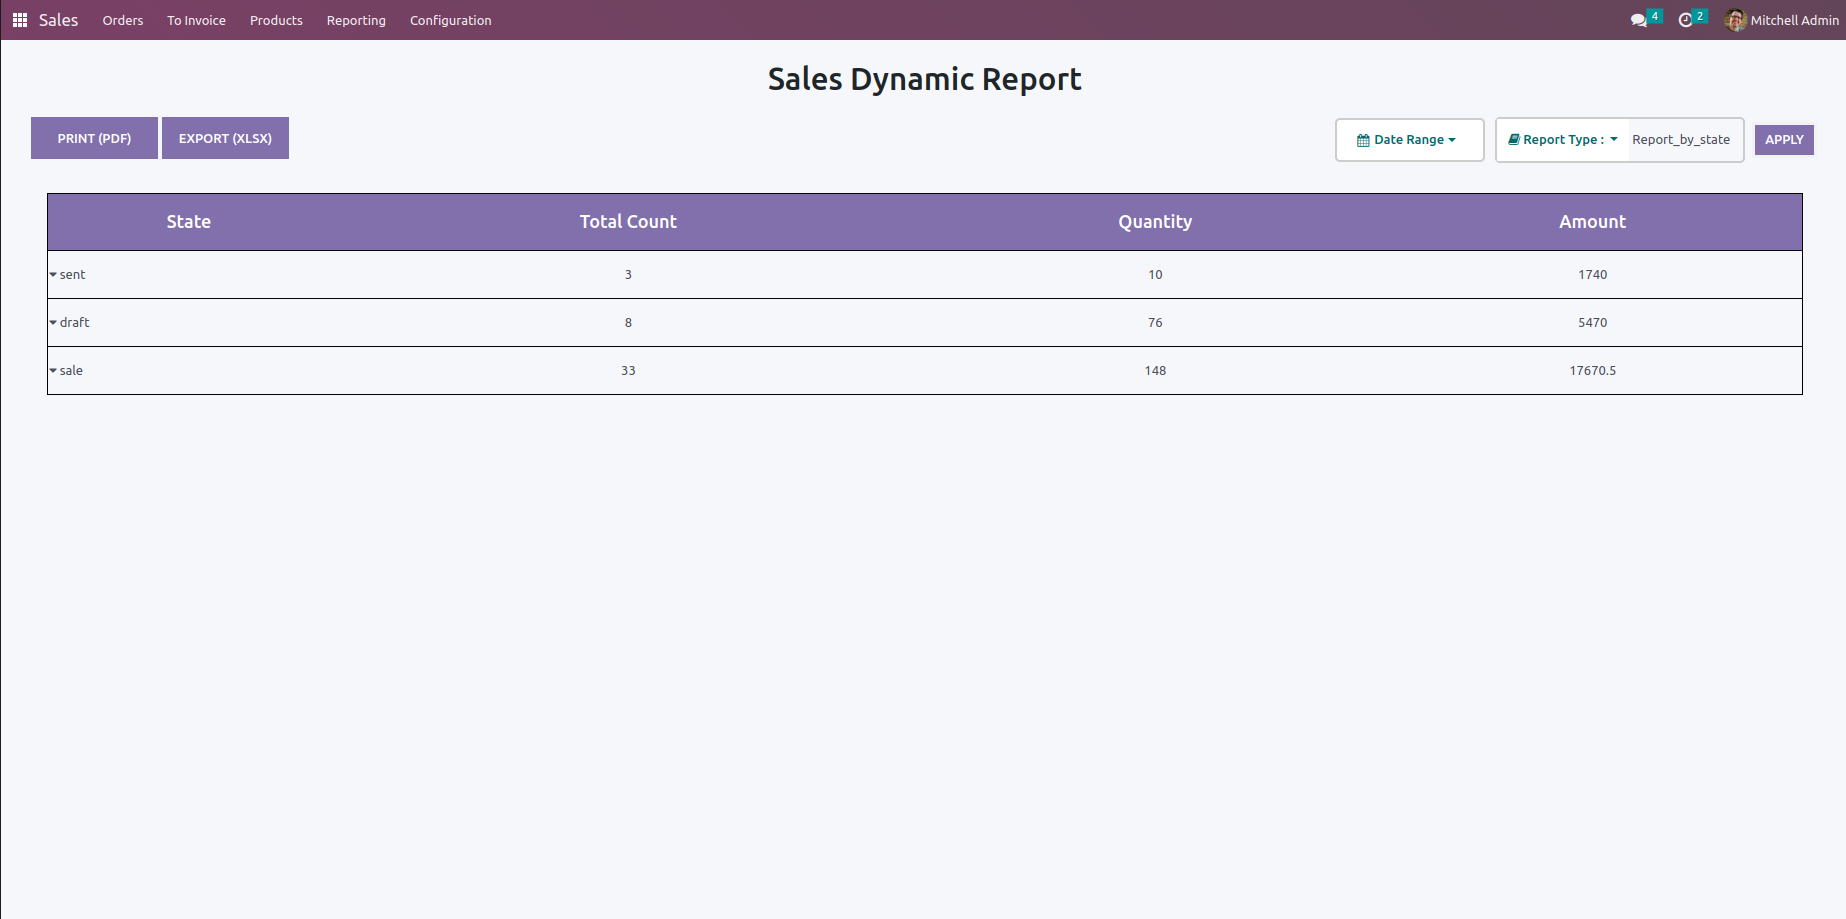 Sales Orders To Invoice Products Reporting Configuration 4 2 Mitchell Admin
Sales Dynamic Report
PRINT (PDF) EXPORT (XLSX) Date Range Report Type : Report_by_state APPLY
State Total Count Quantity Amount
sent 3 10 1740
draft 8 76 5470
sale 33 148 17670.5